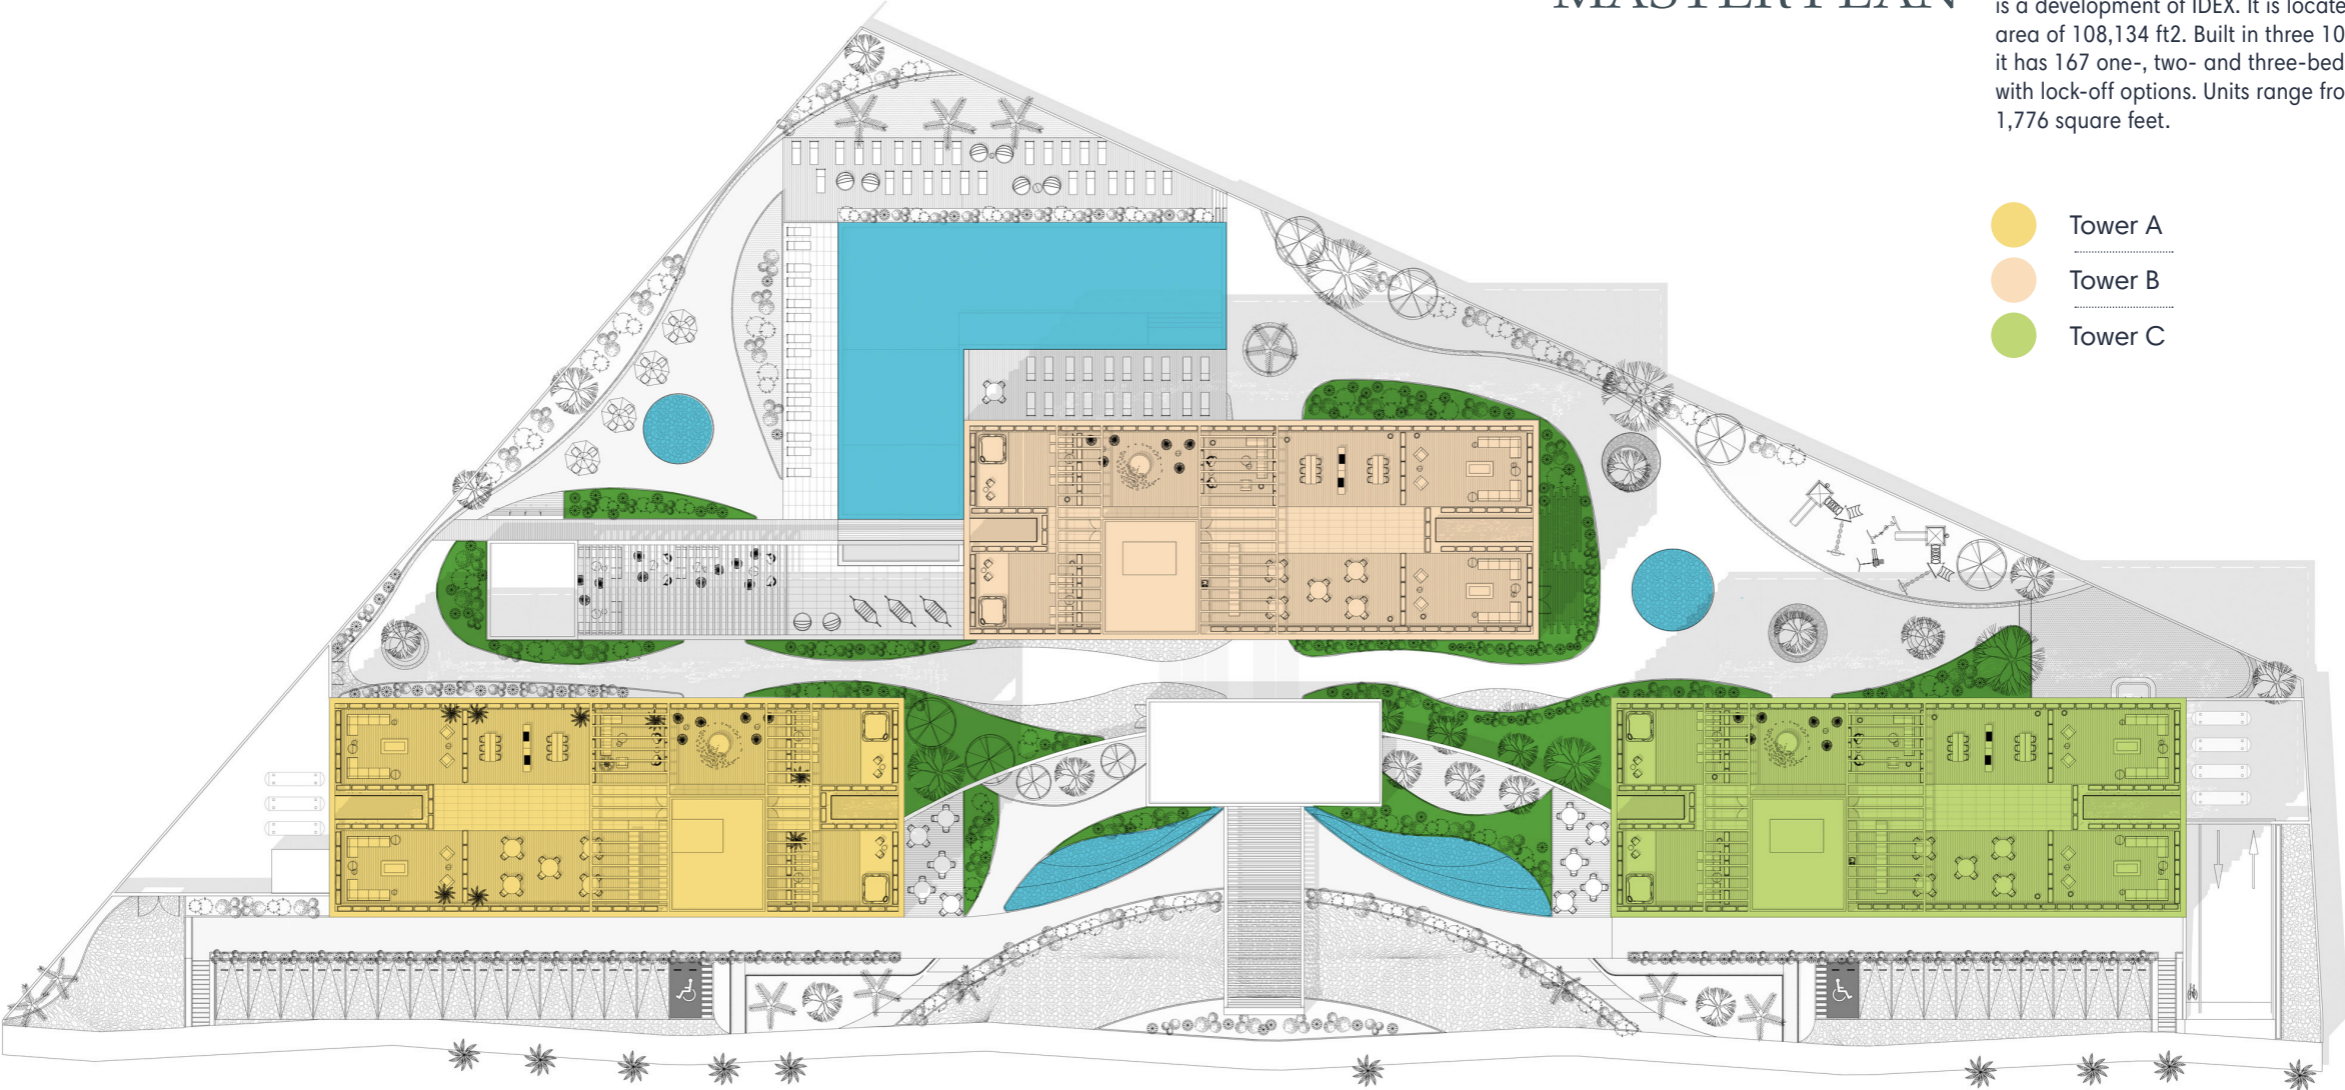 MASTER PLAN
is a development of IDEX. It is locate
area of 108,134 ft2. Built in three 10
it has 167 one-, two- and three-bed
with lock-off options. Units range fro
1,776 square feet.
Tower A
Tower B
Tower C